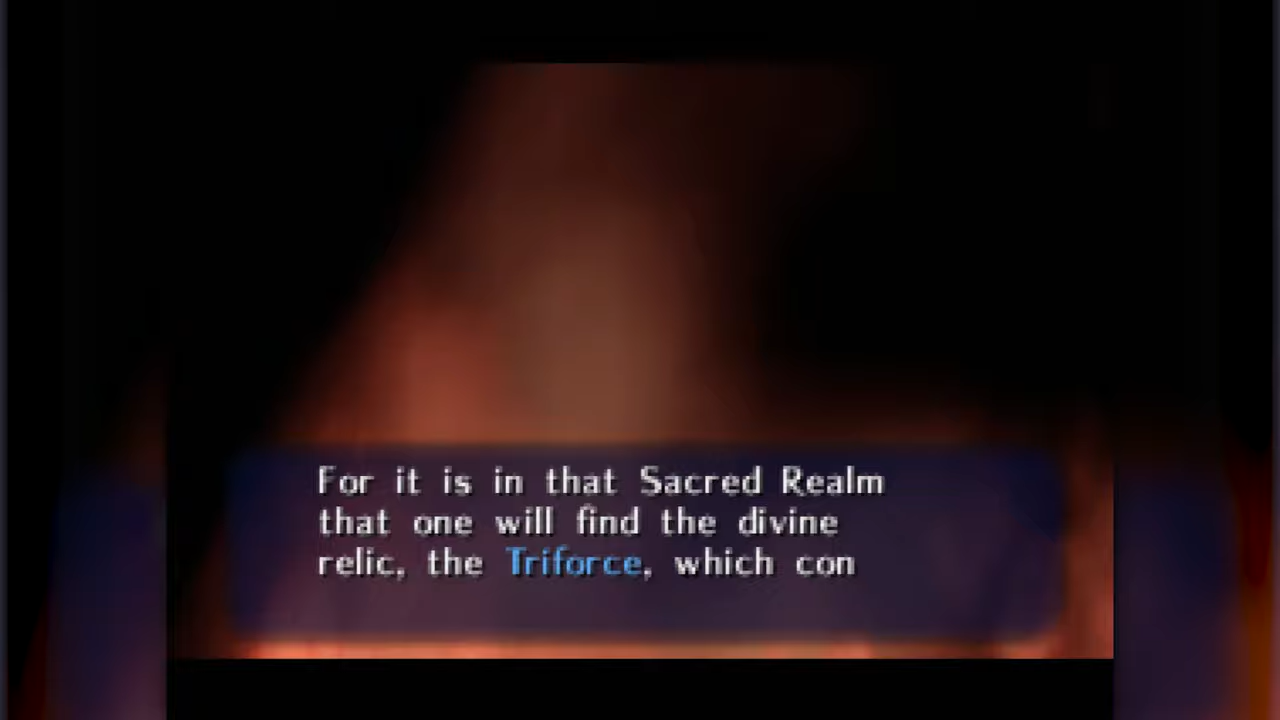 For it is in that Sacred Realm
that one will find the divine
relic, the Triforce, which con